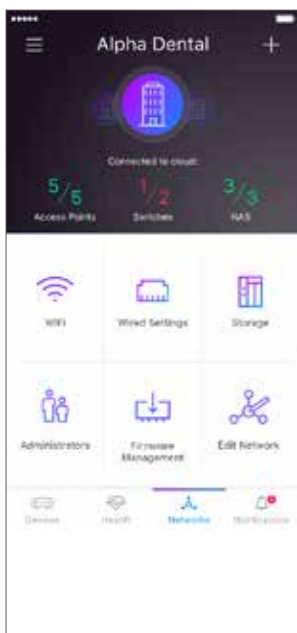 Alpha Dental
Connected to cloud
5/5 1/2 3/3
Access Points Switches NAS
WiFi Wired Settings Storage
Administrators Firmware Management Edit Network
Devices Health Networks Notifications